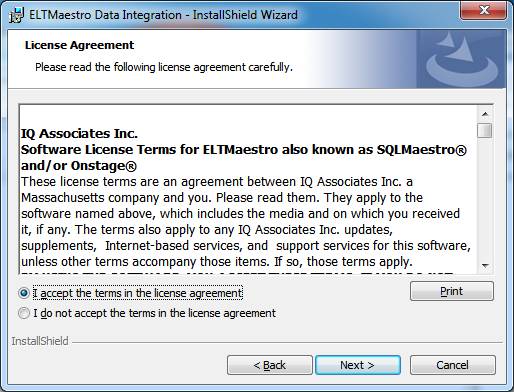 ELTMaestro Data Integration - InstallShield Wizard
License Agreement
Please read the following license agreement carefully.
IQ Associates Inc.
Software License Terms for ELTMaestro also known as SQLMaestro®
and/or Onstage®
These license terms are an agreement between IQ Associates Inc. a
Massachusetts company and you. Please read them. They apply to the
software named above, which includes the media and on which you received
it, if any. The terms also apply to any IQ Associates Inc. updates,
supplements, Internet-based services, and support services for this software,
unless other terms accompany those items. If so, those terms apply.
I accept the terms in the license agreement
Print
I do not accept the terms in the license agreement
InstallShield
< Back
Next >
Cancel